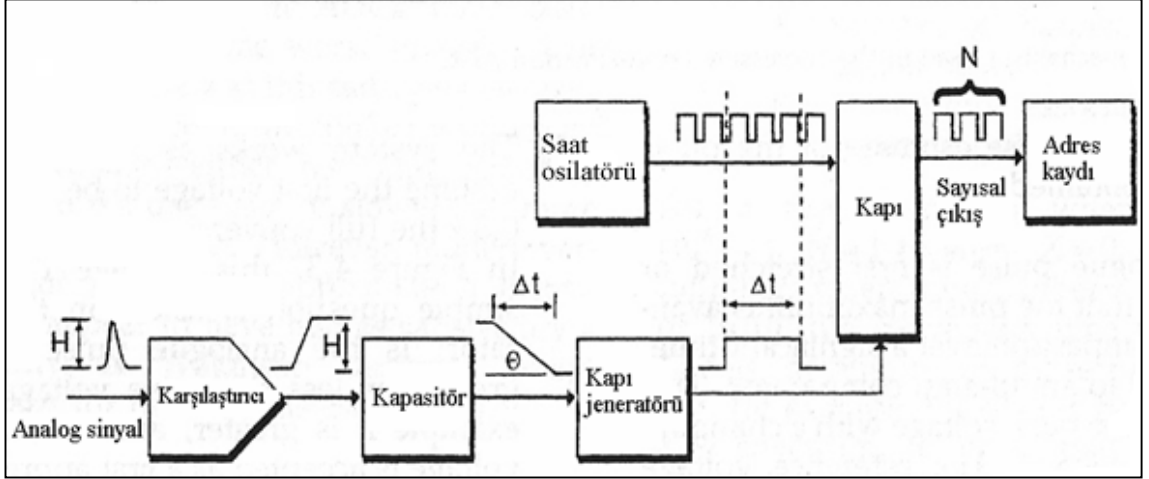 N
Saat
osilatörü
Kapı
Sayısal
çıkış
Adres
kaydı
Δt
Δt
H
H
θ
Karşılaştırıcı
Kapasitör
Kapı
jeneratörü
Analog sinyal